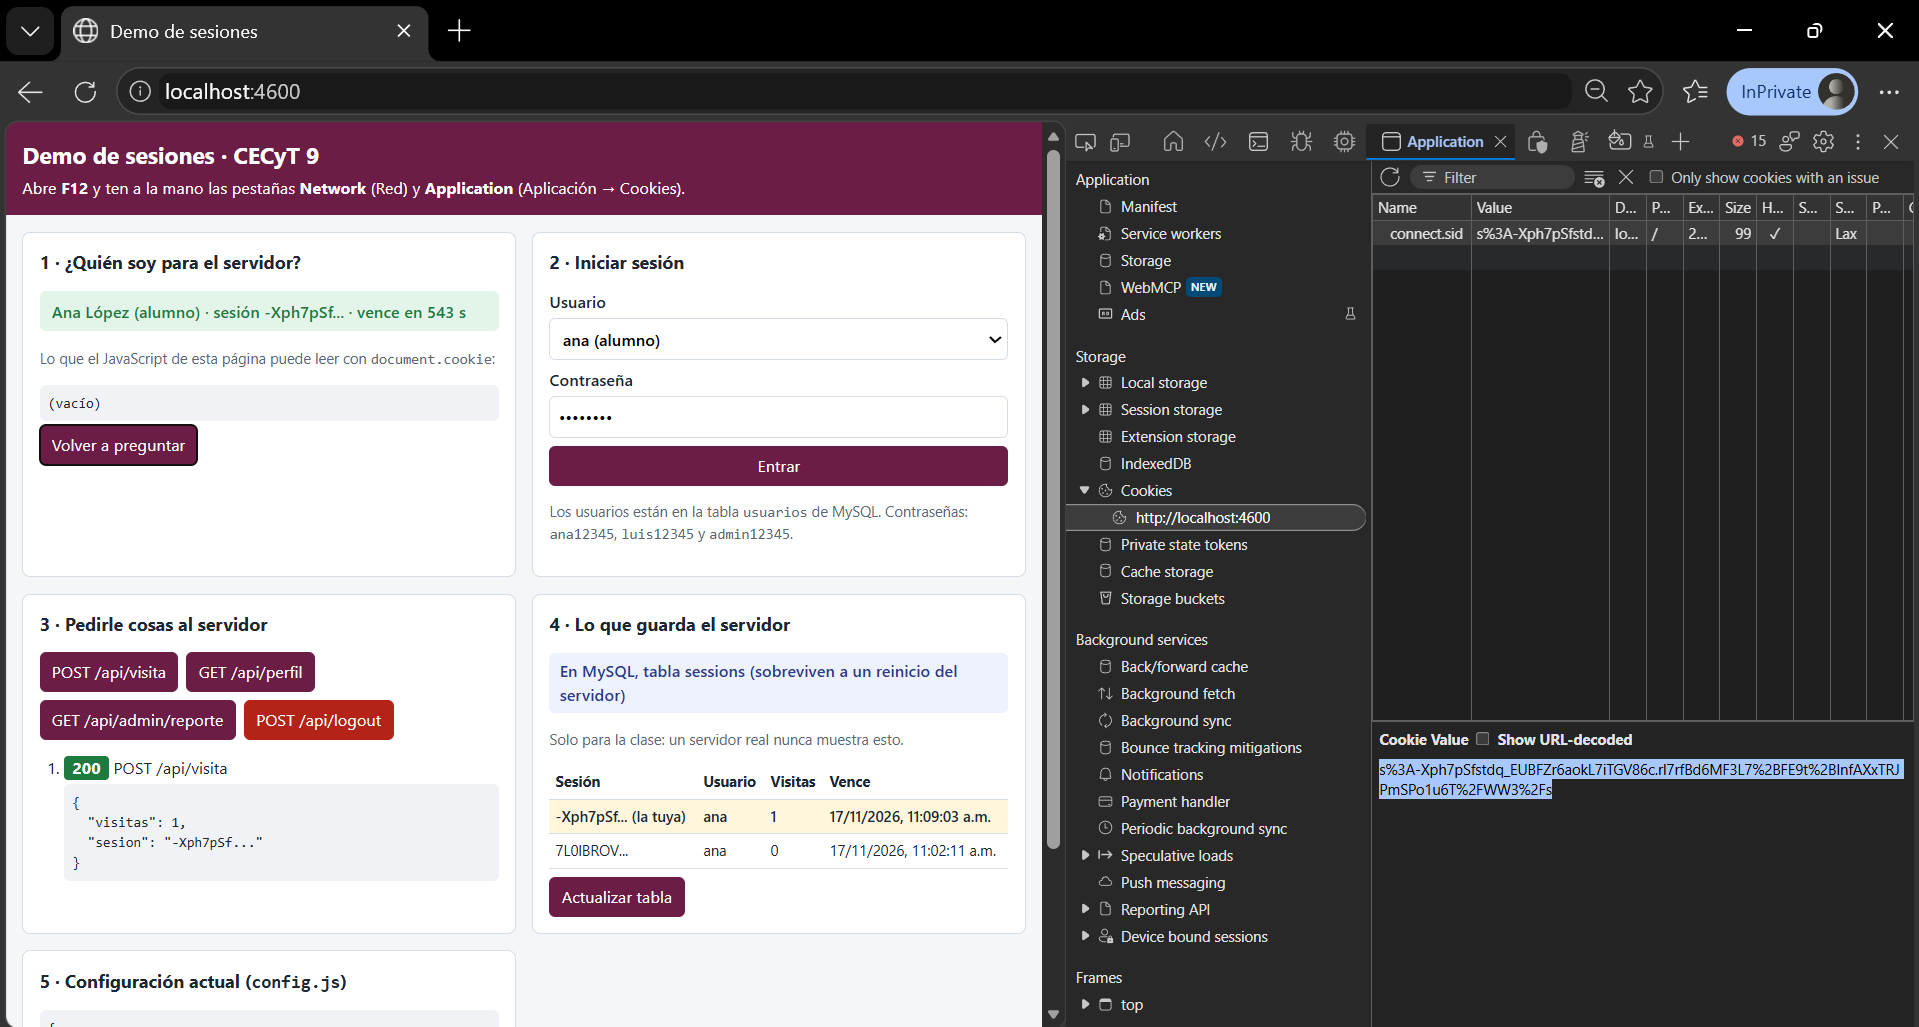 Demo de sesiones
localhost:4600
InPrivate
Demo de sesiones · CECyT 9
Abre F12 y ten a la mano las pestañas Network (Red) y Application (Aplicación → Cookies).
1 · ¿Quién soy para el servidor?
Ana López (alumno) · sesión -Xph7pSf... · vence en 543 s
Lo que el JavaScript de esta página puede leer con document.cookie:
(vacío)
Volver a preguntar
2 · Iniciar sesión
Usuario
ana (alumno)
Contraseña
••••••••
Entrar
Los usuarios están en la tabla usuarios de MySQL. Contraseñas:
ana12345, luis12345 y admin12345.
3 · Pedirle cosas al servidor
POST /api/visita GET /api/perfil
GET /api/admin/reporte POST /api/logout
1. 200 POST /api/visita
{
"visitas": 1,
"sesion": "-Xph7pSf..."
}
4 · Lo que guarda el servidor
En MySQL, tabla sessions (sobreviven a un reinicio del
servidor)
Solo para la clase: un servidor real nunca muestra esto.
Sesión Usuario Visitas Vence
-Xph7pSf... (la tuya) ana 1 17/11/2026, 11:09:03 a.m.
7L0IBROV... ana 0 17/11/2026, 11:02:11 a.m.
Actualizar tabla
5 · Configuración actual (config.js)
{
Application
15
Application
Manifest
Service workers
Storage
WebMCP NEW
Ads
Storage
Local storage
Session storage
Extension storage
IndexedDB
Cookies
http://localhost:4600
Private state tokens
Cache storage
Storage buckets
Background services
Back/forward cache
Background fetch
Background sync
Bounce tracking mitigations
Notifications
Payment handler
Periodic background sync
Speculative loads
Push messaging
Reporting API
Device bound sessions
Frames
top
Filter Only show cookies with an issue
Name Value D... P... Ex... Size H... S... S... P...
connect.sid s%3A-Xph7pSfstd... lo... / 2... 99 ✓ Lax
Cookie Value Show URL-decoded
s%3A-Xph7pSfstdq_EUBFZr6aokL7iTGV86c.rI7rfBd6MF3L7%2BFE9t%2BInfAXxTRJ
PmSPo1u6T%2FWW3%2Fs